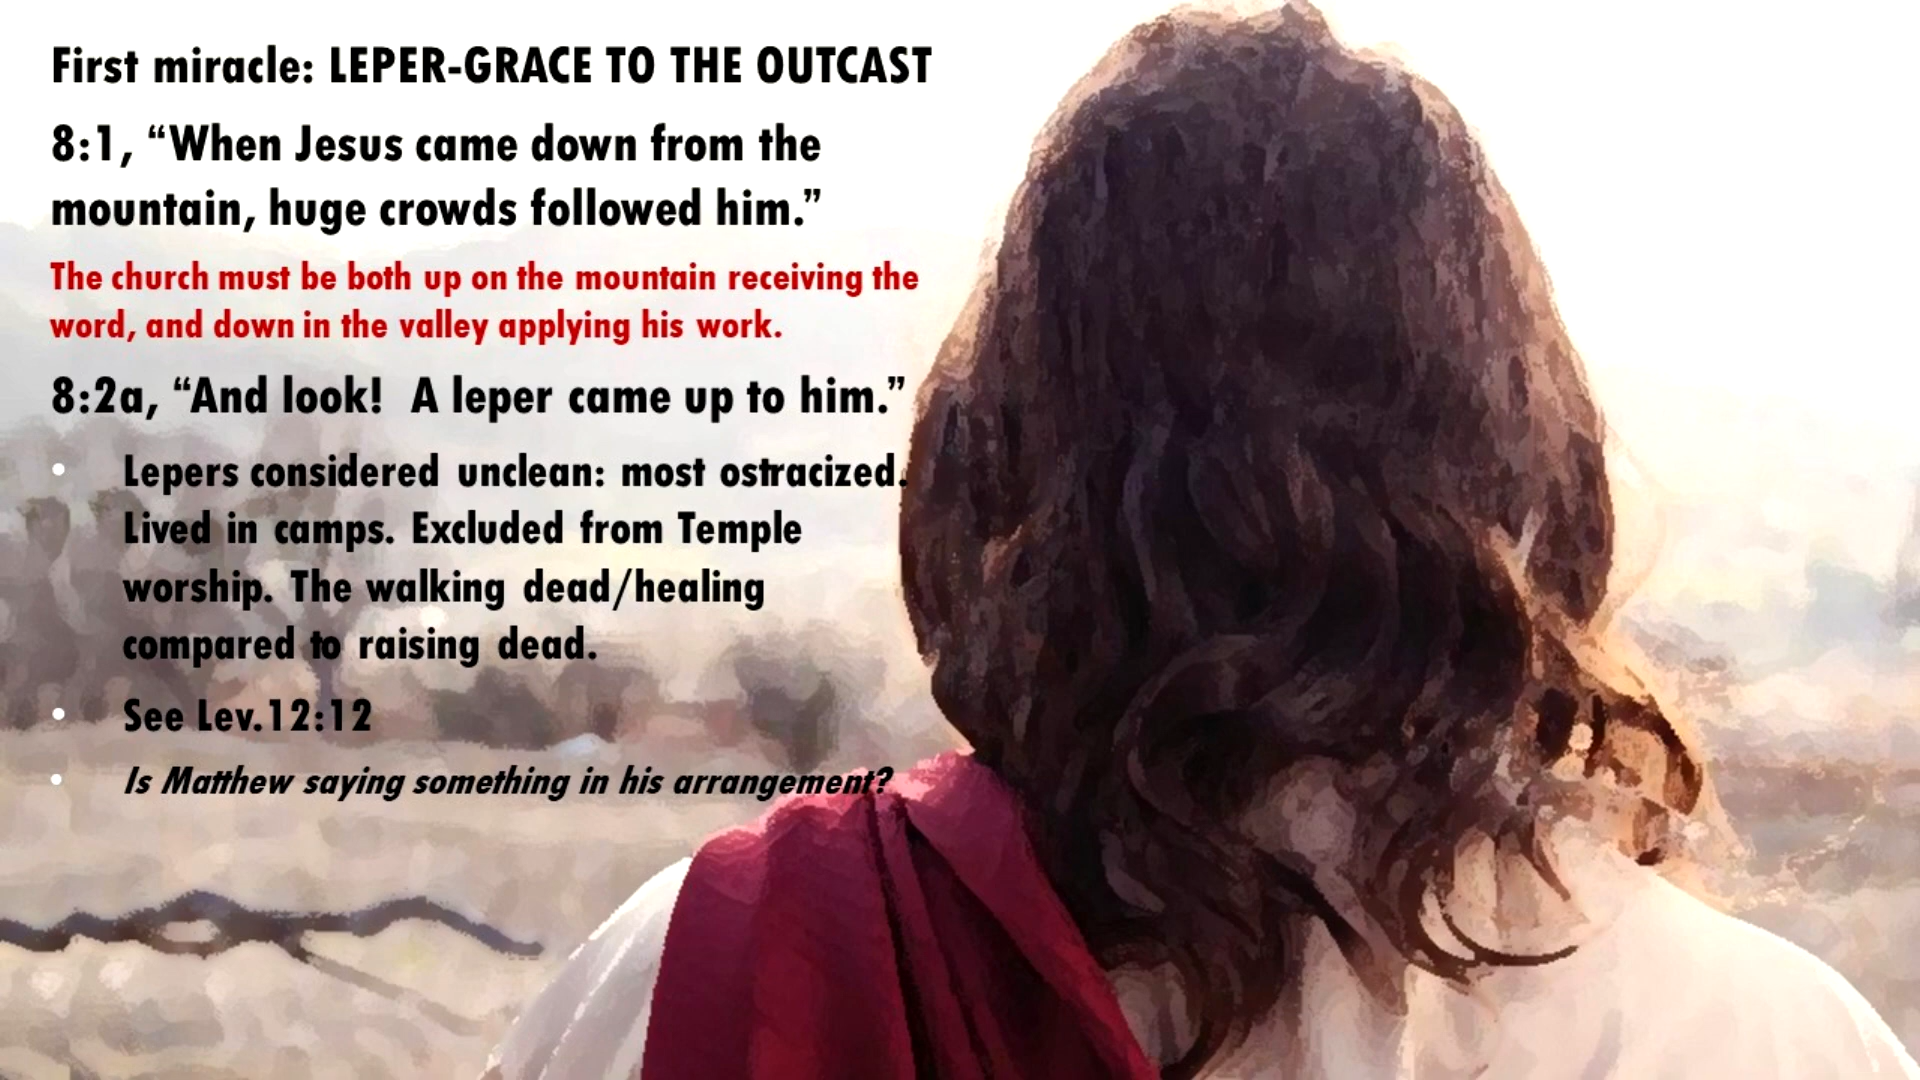 First miracle: LEPER-GRACE TO THE OUTCAST
8:1, “When Jesus came down from the
mountain, huge crowds followed him.”
The church must be both up on the mountain receiving the
word, and down in the valley applying his work.
8:2a, “And look!  A leper came up to him.”
• Lepers considered unclean: most ostracized.
Lived in camps. Excluded from Temple
worship. The walking dead/healing
compared to raising dead.
• See Lev.12:12
• Is Matthew saying something in his arrangement?